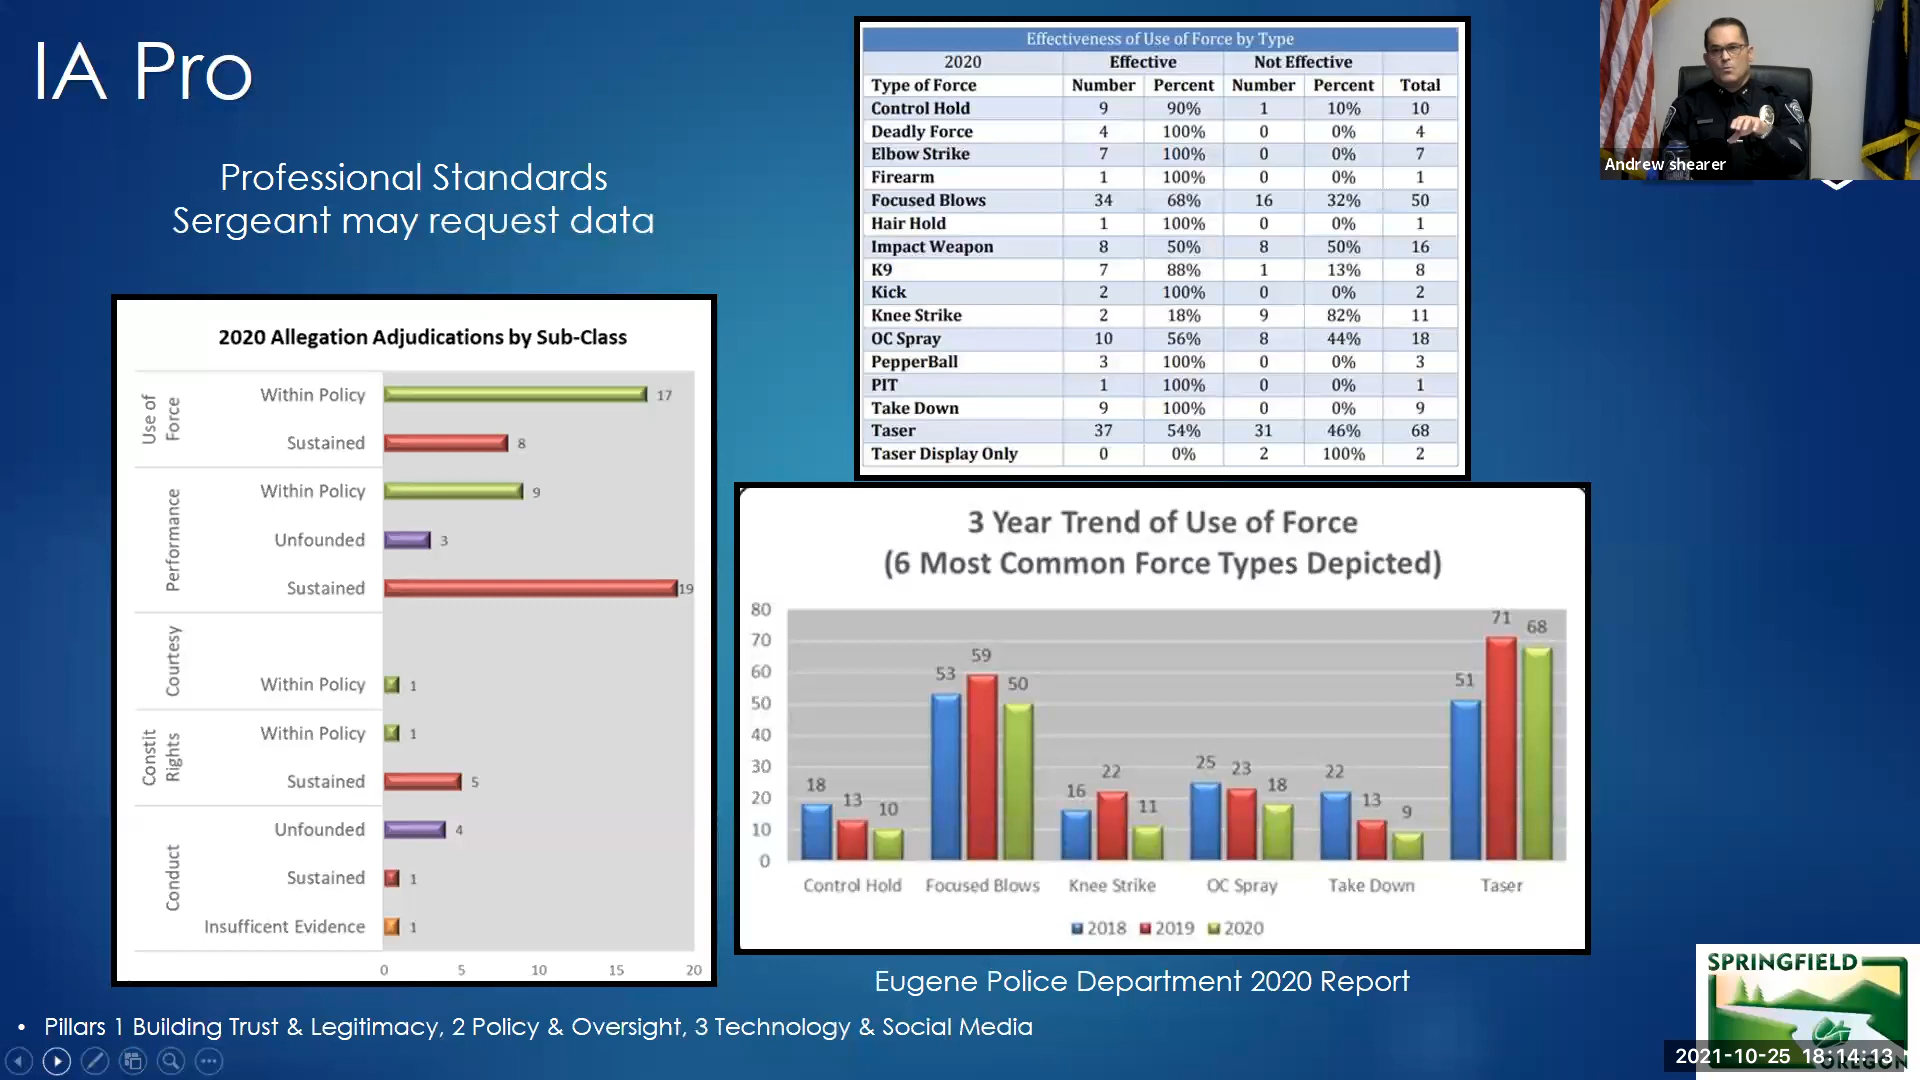 IA Pro
Professional Standards
Sergeant may request data
2020 Allegation Adjudications by Sub-Class
Use of
Force
Within Policy 17
Sustained 8
Performance
Within Policy 9
Unfounded 3
Sustained 19
Courtesy
Within Policy 1
Constit
Rights
Within Policy 1
Sustained 5
Conduct
Unfounded 4
Sustained 1
Insufficent Evidence 1
0 5 10 15 20
Effectiveness of Use of Force by Type
2020 Effective Not Effective
Type of Force Number Percent Number Percent Total
Control Hold 9 90% 1 10% 10
Deadly Force 4 100% 0 0% 4
Elbow Strike 7 100% 0 0% 7
Firearm 1 100% 0 0% 1
Focused Blows 34 68% 16 32% 50
Hair Hold 1 100% 0 0% 1
Impact Weapon 8 50% 8 50% 16
K9 7 88% 1 13% 8
Kick 2 100% 0 0% 2
Knee Strike 2 18% 9 82% 11
OC Spray 10 56% 8 44% 18
PepperBall 3 100% 0 0% 3
PIT 1 100% 0 0% 1
Take Down 9 100% 0 0% 9
Taser 37 54% 31 46% 68
Taser Display Only 0 0% 2 100% 2
Andrew shearer
3 Year Trend of Use of Force
(6 Most Common Force Types Depicted)
80
70
60
50
40
30
20
10
0
18 13 10
53 59 50
16 22 11
25 23 18
22 13 9
51 71 68
Control Hold Focused Blows Knee Strike OC Spray Take Down Taser
2018 2019 2020
Eugene Police Department 2020 Report
• Pillars 1 Building Trust & Legitimacy, 2 Policy & Oversight, 3 Technology & Social Media
SPRINGFIELD
OREGON
2021-10-25 18:14:13